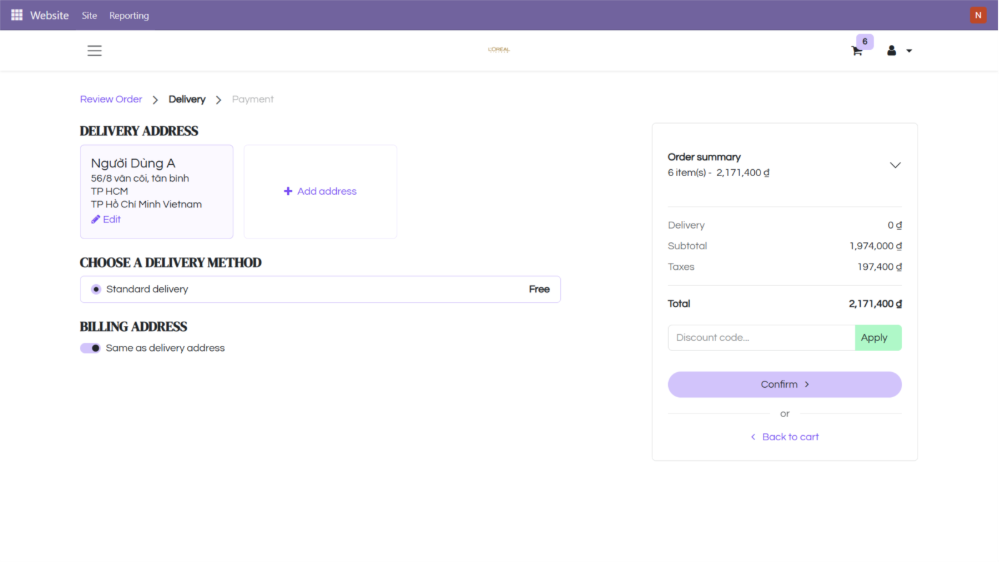 Website Site Reporting N
LOREAL 6
Review Order Delivery Payment
DELIVERY ADDRESS
Người Dùng A
56/8 vân côi, tân bình
TP HCM
TP Hồ Chí Minh Vietnam
Edit
Add address
CHOOSE A DELIVERY METHOD
Standard delivery Free
BILLING ADDRESS
Same as delivery address
Order summary
6 item(s) - 2,171,400 ₫
Delivery 0 ₫
Subtotal 1,974,000 ₫
Taxes 197,400 ₫
Total 2,171,400 ₫
Discount code... Apply
Confirm
or
Back to cart